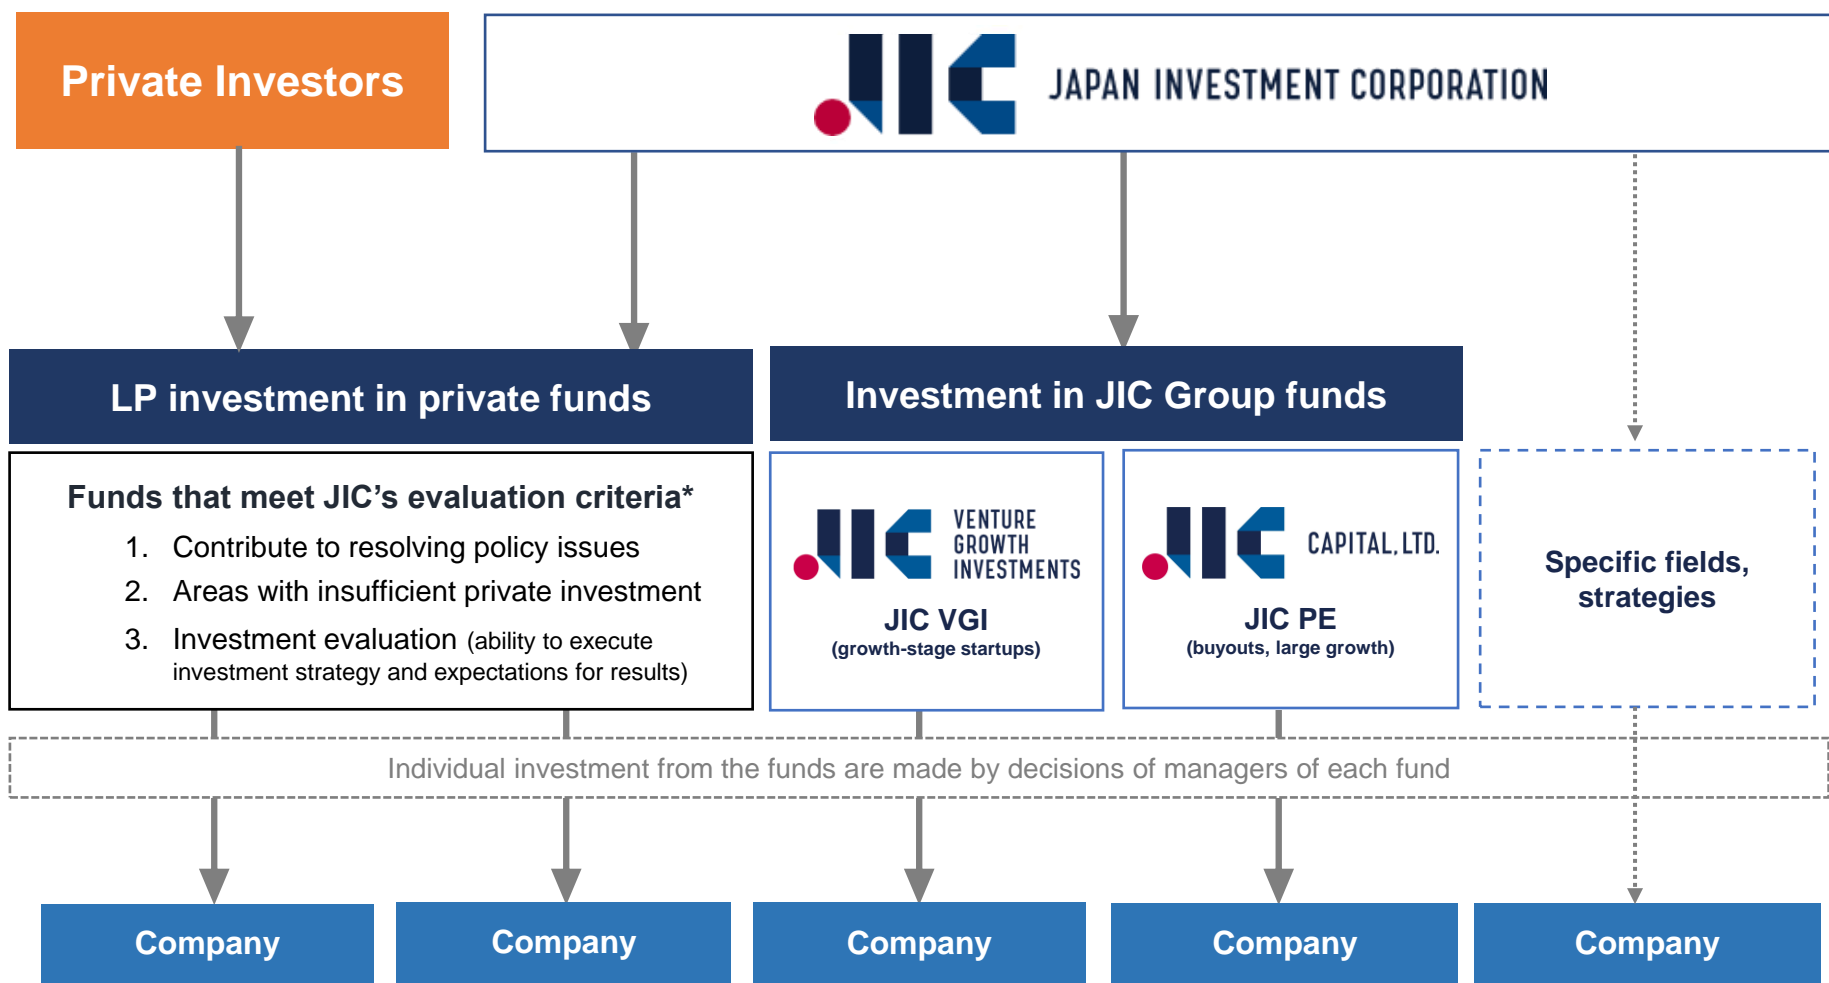 Private Investors
JIC JAPAN INVESTMENT CORPORATION
LP investment in private funds
Investment in JIC Group funds
Funds that meet JIC’s evaluation criteria*
1. Contribute to resolving policy issues
2. Areas with insufficient private investment
3. Investment evaluation (ability to execute
investment strategy and expectations for results)
JIC VENTURE
GROWTH
INVESTMENTS
JIC VGI
(growth-stage startups)
JIC CAPITAL, LTD.
JIC PE
(buyouts, large growth)
Specific fields,
strategies
Individual investment from the funds are made by decisions of managers of each fund
Company
Company
Company
Company
Company